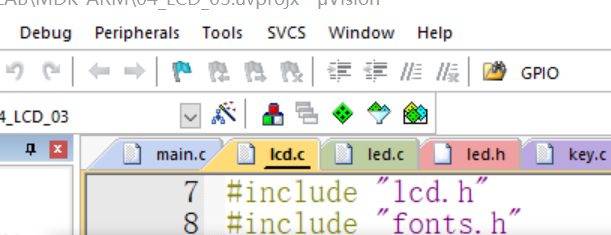 LAB\MDK-ARM\04_LCD_03.uvprojx - µVision
Debug Peripherals Tools SVCS Window Help
GPIO
4_LCD_03
main.c lcd.c led.c led.h key.c
7 #include "lcd.h"
8 #include "fonts.h"